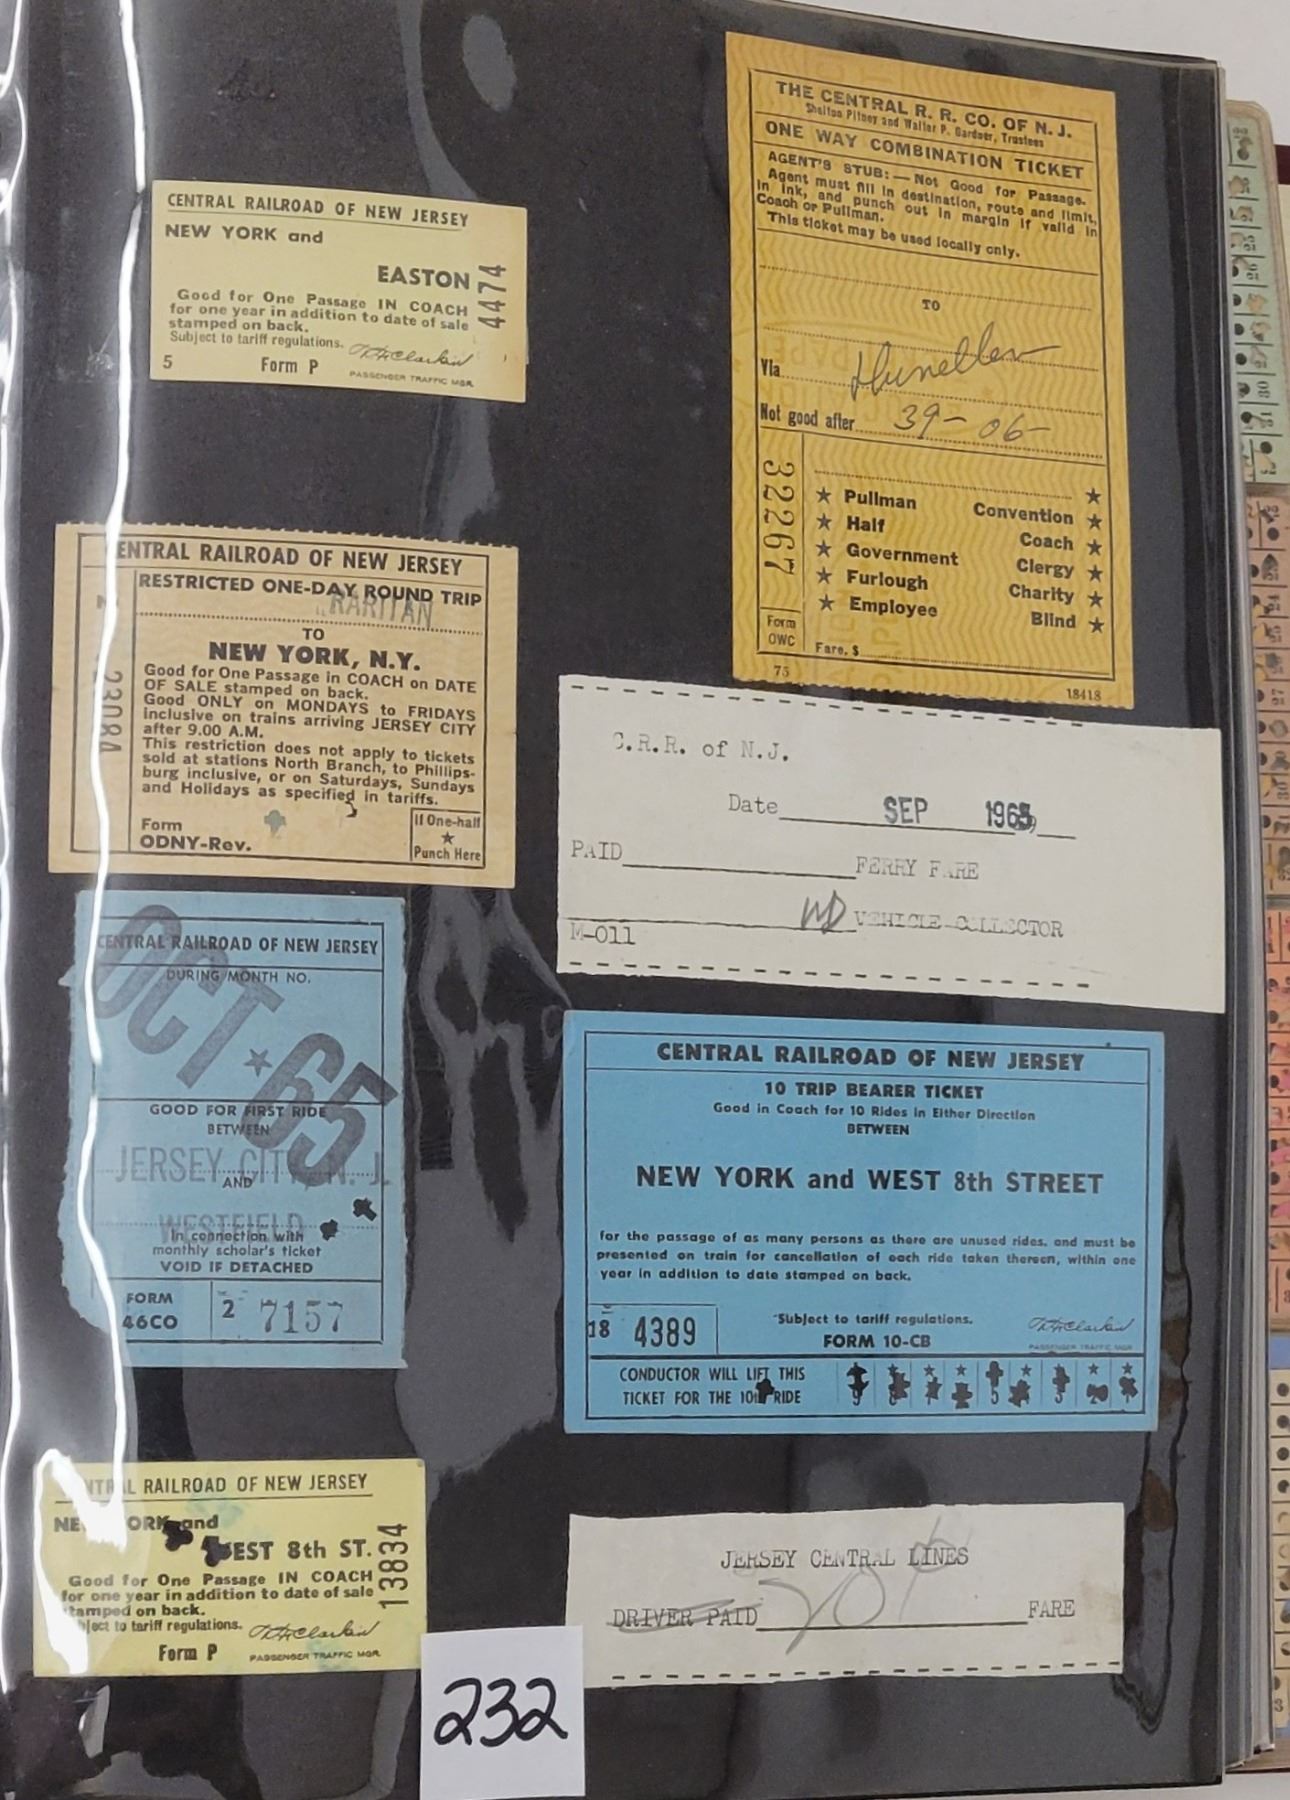 CENTRAL RAILROAD OF NEW JERSEY
NEW YORK and
EASTON
Good for One Passage IN COACH
for one year in addition to date of sale
stamped on back.
Subject to tariff regulations.
5 Form P
PASSENGER TRAFFIC MGR.
4474
THE CENTRAL R. R. CO. OF N. J.
Shelton Pitney and Walter P. Gardner, Trustees
ONE WAY COMBINATION TICKET
AGENT'S STUB:—Not Good for Passage.
Agent must fill in destination, route and limit,
in ink, and punch out in margin if valid in
Coach or Pullman.
This ticket may be used locally only.
TO
Via
Not good after 39-06-
32267
★ Pullman Convention ★
★ Half Coach ★
★ Government Clergy ★
★ Furlough Charity ★
★ Employee Blind ★
Form
OWC
Fare, $
75 18418
ENTRAL RAILROAD OF NEW JERSEY
RESTRICTED ONE-DAY ROUND TRIP
RARITAN
TO
NEW YORK, N.Y.
Good for One Passage in COACH on DATE
OF SALE stamped on back.
Good ONLY on MONDAYS to FRIDAYS
inclusive on trains arriving JERSEY CITY
after 9.00 A.M.
This restriction does not apply to tickets
sold at stations North Branch, to Phillips-
burg inclusive, or on Saturdays, Sundays
and Holidays as specified in tariffs.
Form
ODNY-Rev.
If One-half
★
Punch Here
23084
C.R.R. of N.J.
Date SEP 1965
PAID FERRY FARE
VEHICLE COLLECTOR
M-011
CENTRAL RAILROAD OF NEW JERSEY
DURING MONTH NO.
OCT★65
GOOD FOR FIRST RIDE
BETWEEN
JERSEY CITY, N. J.
AND
WESTFIELD
In connection with
monthly scholar's ticket
VOID IF DETACHED
FORM
46CO
2 7157
CENTRAL RAILROAD OF NEW JERSEY
10 TRIP BEARER TICKET
Good in Coach for 10 Rides in Either Direction
BETWEEN
NEW YORK and WEST 8th STREET
for the passage of as many persons as there are unused rides, and must be
presented on train for cancellation of each ride taken thereon, within one
year in addition to date stamped on back.
18 4389
Subject to tariff regulations.
FORM 10-CB
PASSENGER TRAFFIC MGR.
CONDUCTOR WILL LIFT THIS
TICKET FOR THE 10th RIDE
NTRAL RAILROAD OF NEW JERSEY
NEW YORK and
WEST 8th ST.
Good for One Passage IN COACH
for one year in addition to date of sale
stamped on back.
Subject to tariff regulations.
Form P
PASSENGER TRAFFIC MGR.
13834
JERSEY CENTRAL LINES
DRIVER PAID 70¢ FARE
232